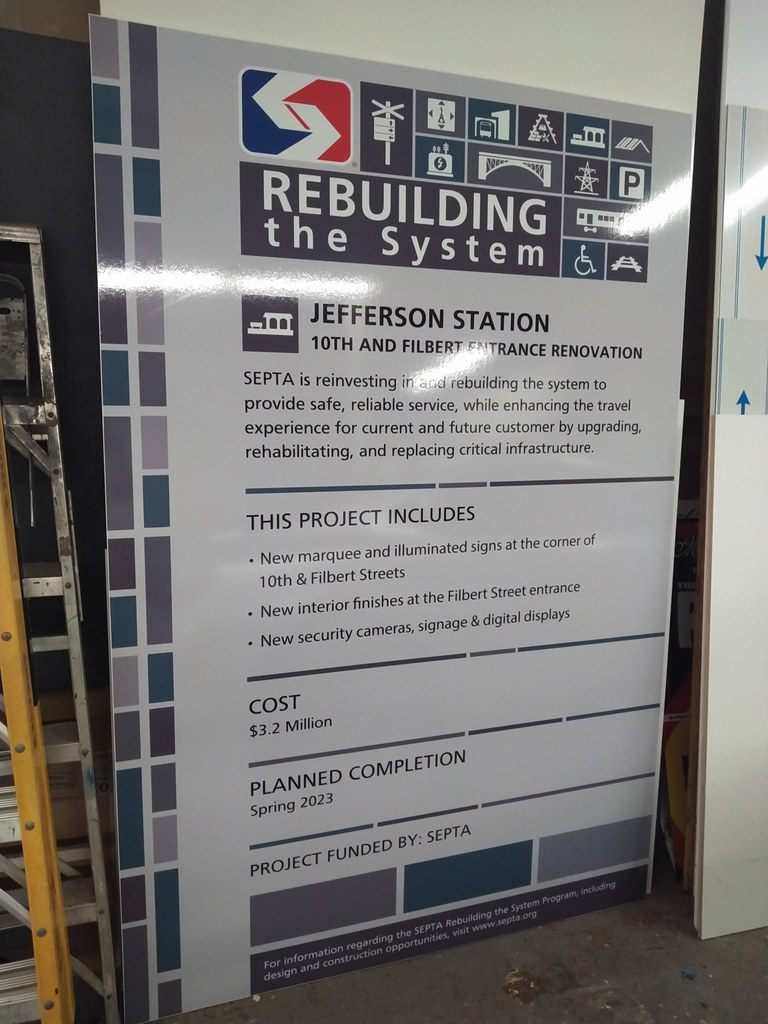 P
REBUILDING
the System
JEFFERSON STATION
10TH AND FILBERT ENTRANCE RENOVATION
SEPTA is reinvesting in and rebuilding the system to
provide safe, reliable service, while enhancing the travel
experience for current and future customer by upgrading,
rehabilitating, and replacing critical infrastructure.
THIS PROJECT INCLUDES
• New marquee and illuminated signs at the corner of
10th & Filbert Streets
• New interior finishes at the Filbert Street entrance
• New security cameras, signage & digital displays
COST
$3.2 Million
PLANNED COMPLETION
Spring 2023
PROJECT FUNDED BY: SEPTA
For information regarding the SEPTA Rebuilding the System Program, including
design and construction opportunities, visit www.septa.org